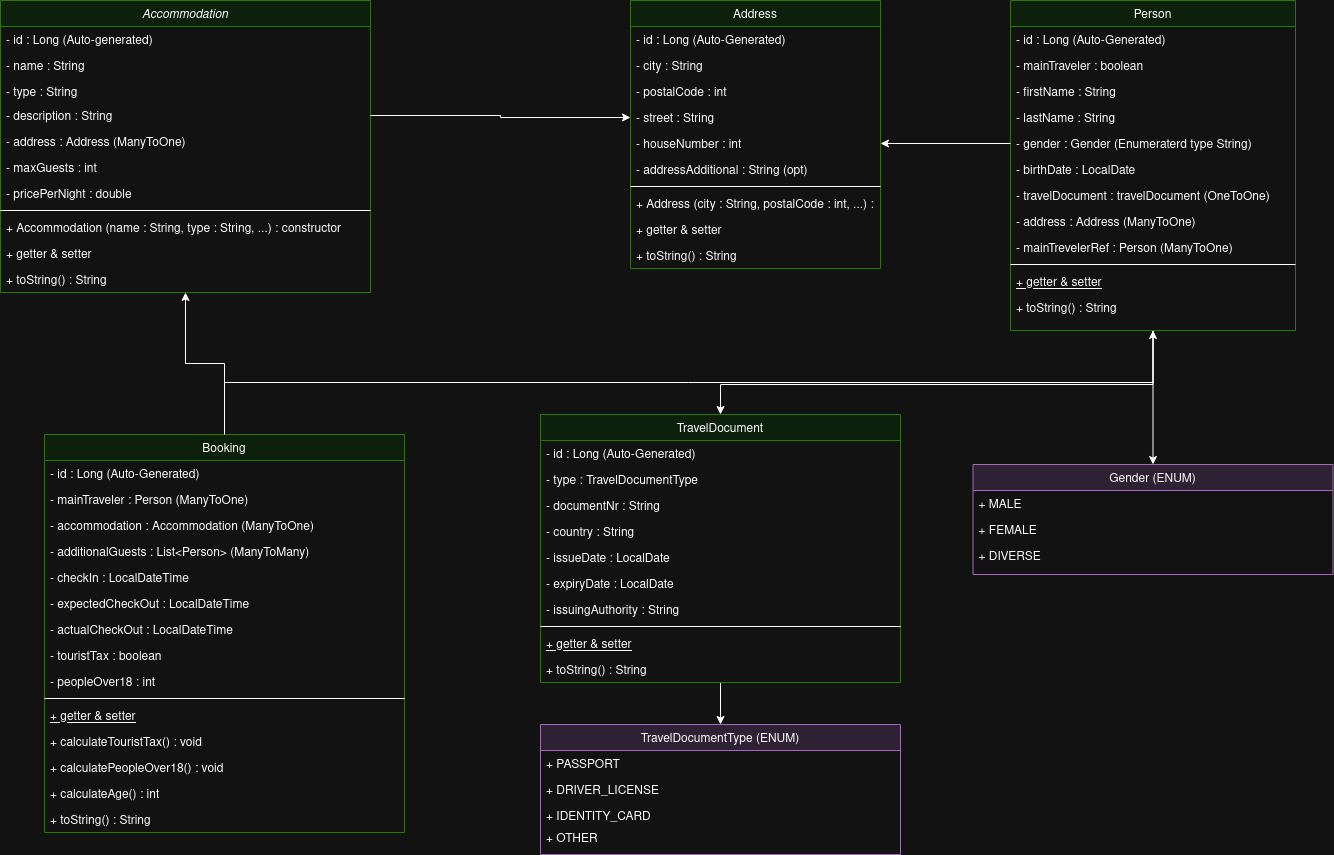 Accommodation
- id : Long (Auto-generated)
- name : String
- type : String
- description : String
- address : Address (ManyToOne)
- maxGuests : int
- pricePerNight : double
+ Accommodation (name : String, type : String, ...) : constructor
+ getter & setter
+ toString() : String
Address
- id : Long (Auto-Generated)
- city : String
- postalCode : int
- street : String
- houseNumber : int
- addressAdditional : String (opt)
+ Address (city : String, postalCode : int, ...) :
+ getter & setter
+ toString() : String
Person
- id : Long (Auto-Generated)
- mainTraveler : boolean
- firstName : String
- lastName : String
- gender : Gender (Enumeraterd type String)
- birthDate : LocalDate
- travelDocument : travelDocument (OneToOne)
- address : Address (ManyToOne)
- mainTrevelerRef : Person (ManyToOne)
+ getter & setter
+ toString() : String
Booking
- id : Long (Auto-Generated)
- mainTraveler : Person (ManyToOne)
- accommodation : Accommodation (ManyToOne)
- additionalGuests : List<Person> (ManyToMany)
- checkIn : LocalDateTime
- expectedCheckOut : LocalDateTime
- actualCheckOut : LocalDateTime
- touristTax : boolean
- peopleOver18 : int
+ getter & setter
+ calculateTouristTax() : void
+ calculatePeopleOver18() : void
+ calculateAge() : int
+ toString() : String
TravelDocument
- id : Long (Auto-Generated)
- type : TravelDocumentType
- documentNr : String
- country : String
- issueDate : LocalDate
- expiryDate : LocalDate
- issuingAuthority : String
+ getter & setter
+ toString() : String
Gender (ENUM)
+ MALE
+ FEMALE
+ DIVERSE
TravelDocumentType (ENUM)
+ PASSPORT
+ DRIVER_LICENSE
+ IDENTITY_CARD
+ OTHER